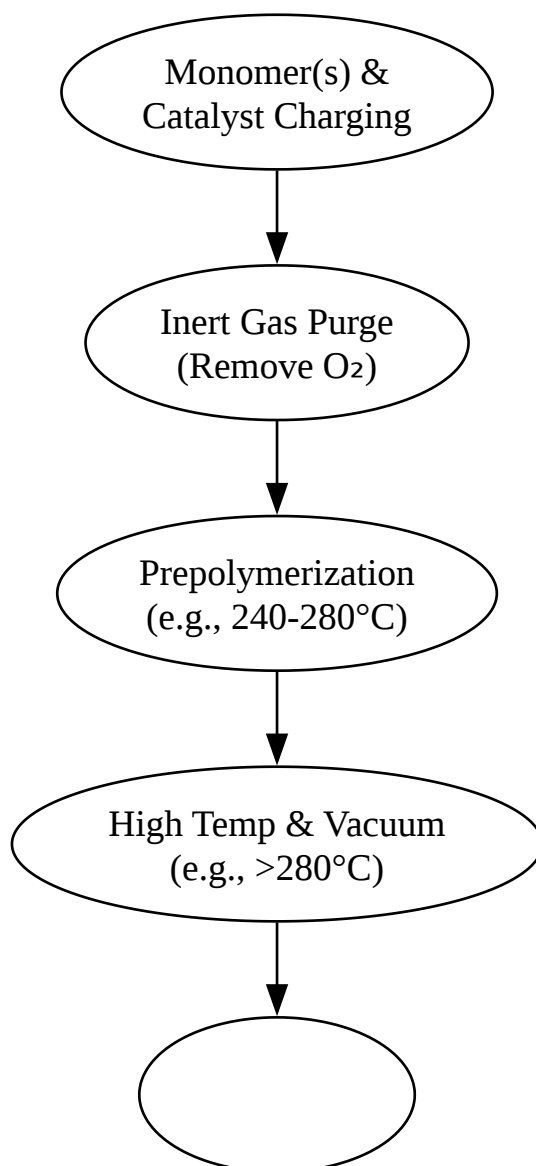 Monomer(s) &
Catalyst Charging
Inert Gas Purge
(Remove O₂)
Prepolymerization
(e.g., 240-280°C)
High Temp & Vacuum
(e.g., >280°C)